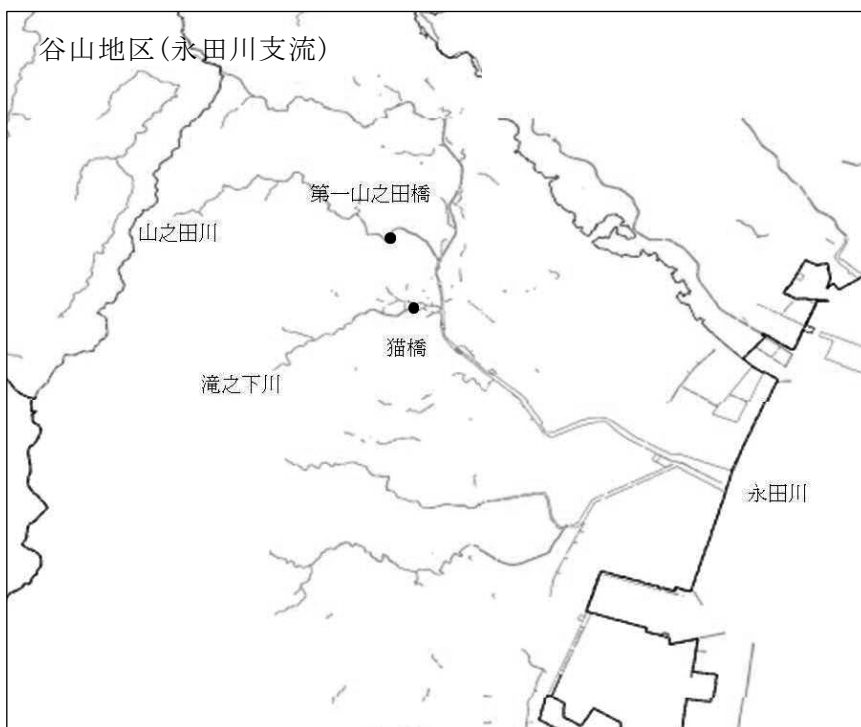 谷山地区(永田川支流)
第一山之田橋
山之田川
猫橋
滝之下川
永田川